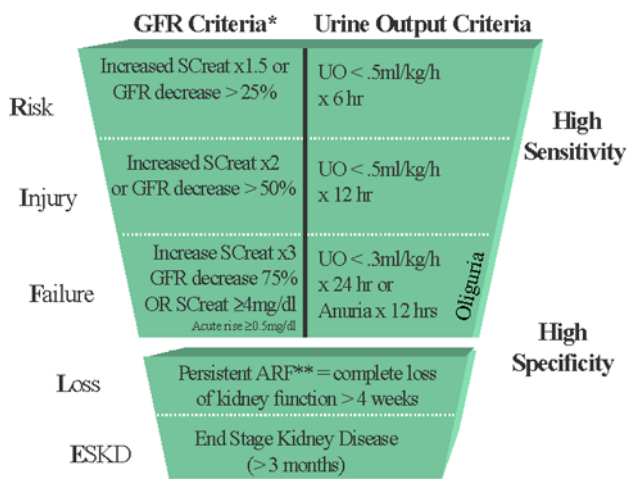 GFR Criteria*
Urine Output Criteria
Risk
Increased SCreat x1.5 or
GFR decrease > 25%
UO < .5ml/kg/h
x 6 hr
High
Sensitivity
Injury
Increased SCreat x2
or GFR decrease > 50%
UO < .5ml/kg/h
x 12 hr
Failure
Increase SCreat x3
GFR decrease 75%
OR SCreat ≥4mg/dl
Acute rise ≥0.5mg/dl
UO < .3ml/kg/h
x 24 hr or
Anuria x 12 hrs
Oliguria
High
Specificity
Loss
Persistent ARF** = complete loss
of kidney function > 4 weeks
ESKD
End Stage Kidney Disease
(> 3 months)